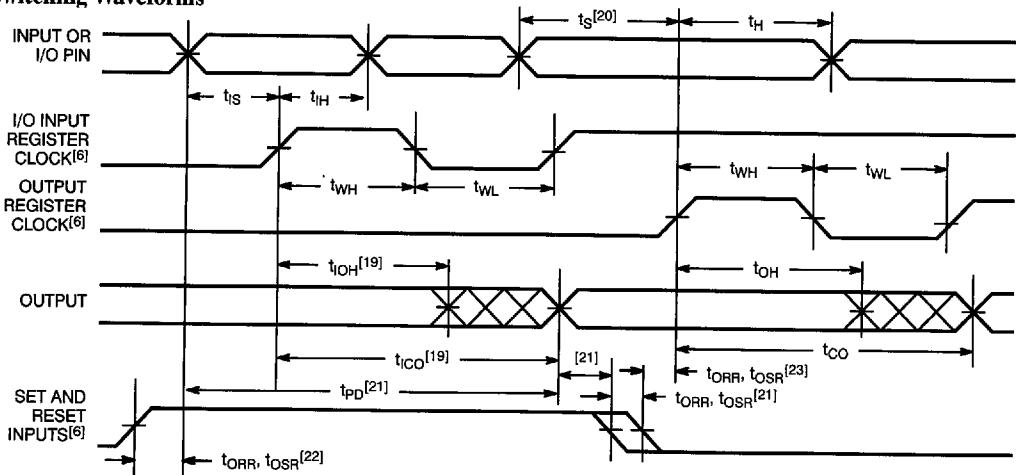 Switching Waveforms
INPUT OR
I/O PIN
tS[20]
tH
tIS
tIH
I/O INPUT
REGISTER
CLOCK[6]
tWH
tWL
OUTPUT
REGISTER
CLOCK[6]
tWH
tWL
tIOH[19]
tOH
OUTPUT
tICO[19]
[21]
tCO
tPD[21]
tORR, tOSR[23]
tORR, tOSR[21]
SET AND
RESET
INPUTS[6]
tORR, tOSR[22]